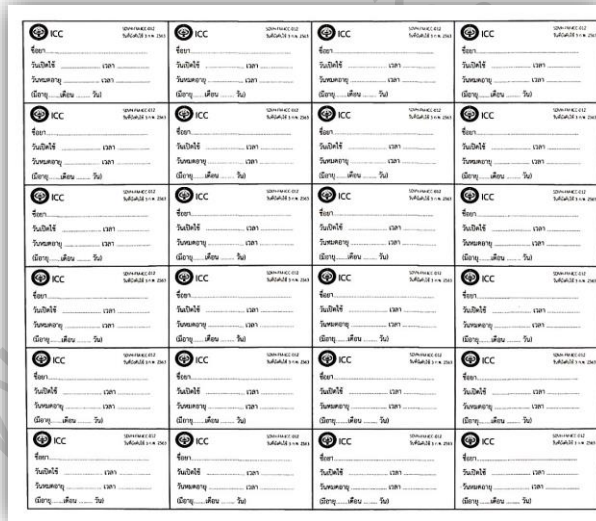 ICC
ชื่อยา........................................
วันเปิดใช้ .................. เวลา ..................
วันหมดอายุ .................. เวลา ..................
(มีอายุ......เดือน ........ วัน)
ICC
ชื่อยา........................................
วันเปิดใช้ .................. เวลา ..................
วันหมดอายุ .................. เวลา ..................
(มีอายุ......เดือน ........ วัน)
ICC
ชื่อยา........................................
วันเปิดใช้ .................. เวลา ..................
วันหมดอายุ .................. เวลา ..................
(มีอายุ......เดือน ........ วัน)
ICC
ชื่อยา........................................
วันเปิดใช้ .................. เวลา ..................
วันหมดอายุ .................. เวลา ..................
(มีอายุ......เดือน ........ วัน)
ICC
ชื่อยา........................................
วันเปิดใช้ .................. เวลา ..................
วันหมดอายุ .................. เวลา ..................
(มีอายุ......เดือน ........ วัน)
ICC
ชื่อยา........................................
วันเปิดใช้ .................. เวลา ..................
วันหมดอายุ .................. เวลา ..................
(มีอายุ......เดือน ........ วัน)
ICC
ชื่อยา........................................
วันเปิดใช้ .................. เวลา ..................
วันหมดอายุ .................. เวลา ..................
(มีอายุ......เดือน ........ วัน)
ICC
ชื่อยา........................................
วันเปิดใช้ .................. เวลา ..................
วันหมดอายุ .................. เวลา ..................
(มีอายุ......เดือน ........ วัน)
ICC
ชื่อยา........................................
วันเปิดใช้ .................. เวลา ..................
วันหมดอายุ .................. เวลา ..................
(มีอายุ......เดือน ........ วัน)
ICC
ชื่อยา........................................
วันเปิดใช้ .................. เวลา ..................
วันหมดอายุ .................. เวลา ..................
(มีอายุ......เดือน ........ วัน)
ICC
ชื่อยา........................................
วันเปิดใช้ .................. เวลา ..................
วันหมดอายุ .................. เวลา ..................
(มีอายุ......เดือน ........ วัน)
ICC
ชื่อยา........................................
วันเปิดใช้ .................. เวลา ..................
วันหมดอายุ .................. เวลา ..................
(มีอายุ......เดือน ........ วัน)
ICC
ชื่อยา........................................
วันเปิดใช้ .................. เวลา ..................
วันหมดอายุ .................. เวลา ..................
(มีอายุ......เดือน ........ วัน)
ICC
ชื่อยา........................................
วันเปิดใช้ .................. เวลา ..................
วันหมดอายุ .................. เวลา ..................
(มีอายุ......เดือน ........ วัน)
ICC
ชื่อยา........................................
วันเปิดใช้ .................. เวลา ..................
วันหมดอายุ .................. เวลา ..................
(มีอายุ......เดือน ........ วัน)
ICC
ชื่อยา........................................
วันเปิดใช้ .................. เวลา ..................
วันหมดอายุ .................. เวลา ..................
(มีอายุ......เดือน ........ วัน)
ICC
ชื่อยา........................................
วันเปิดใช้ .................. เวลา ..................
วันหมดอายุ .................. เวลา ..................
(มีอายุ......เดือน ........ วัน)
ICC
ชื่อยา........................................
วันเปิดใช้ .................. เวลา ..................
วันหมดอายุ .................. เวลา ..................
(มีอายุ......เดือน ........ วัน)
ICC
ชื่อยา........................................
วันเปิดใช้ .................. เวลา ..................
วันหมดอายุ .................. เวลา ..................
(มีอายุ......เดือน ........ วัน)
ICC
ชื่อยา........................................
วันเปิดใช้ .................. เวลา ..................
วันหมดอายุ .................. เวลา ..................
(มีอายุ......เดือน ........ วัน)
ICC
ชื่อยา........................................
วันเปิดใช้ .................. เวลา ..................
วันหมดอายุ .................. เวลา ..................
(มีอายุ......เดือน ........ วัน)
ICC
ชื่อยา........................................
วันเปิดใช้ .................. เวลา ..................
วันหมดอายุ .................. เวลา ..................
(มีอายุ......เดือน ........ วัน)
ICC
ชื่อยา........................................
วันเปิดใช้ .................. เวลา ..................
วันหมดอายุ .................. เวลา ..................
(มีอายุ......เดือน ........ วัน)
ICC
ชื่อยา........................................
วันเปิดใช้ .................. เวลา ..................
วันหมดอายุ .................. เวลา ..................
(มีอายุ......เดือน ........ วัน)